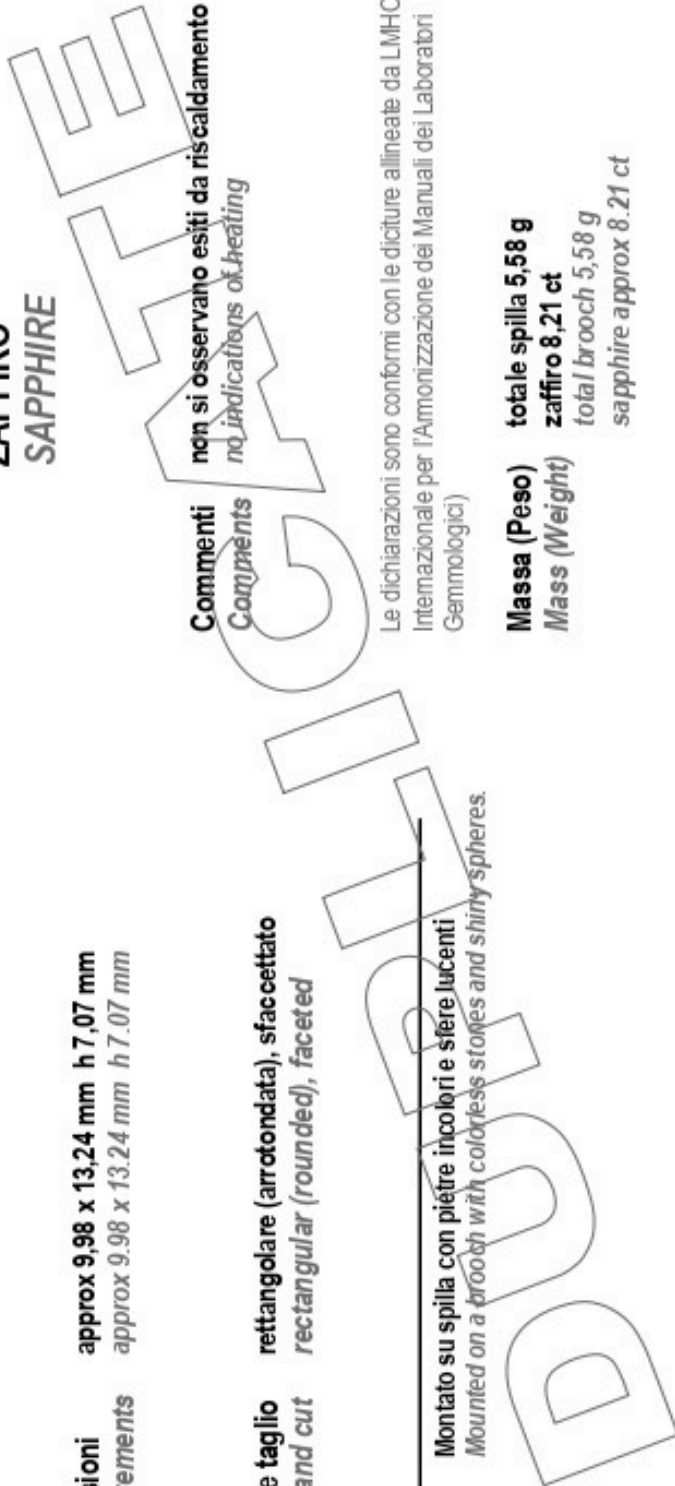 ZAFFIRO
SAPPHIRE
approx 9,98 x 13,24 mm h 7,07 mm
approx 9.98 x 13.24 mm h 7.07 mm
e taglio rettangolare (arrotondata), sfaccettato
and cut rectangular (rounded), faceted
Montato su spilla con pietre incolori e sfere lucenti
Mounted on a brooch with colorless stones and shiny spheres.
Commenti non si osservano esiti da riscaldamento
Comments no indications of heating
Le dichiarazioni sono conformi con le diciture allineate da LMHC
Internazionale per l'Armonizzazione dei Manuali dei Laboratori
Gemmologici)
Massa (Peso) totale spilla 5,58 g
zaffiro 8,21 ct
Mass (Weight) total brooch 5,58 g
sapphire approx 8.21 ct
DUPLICATE